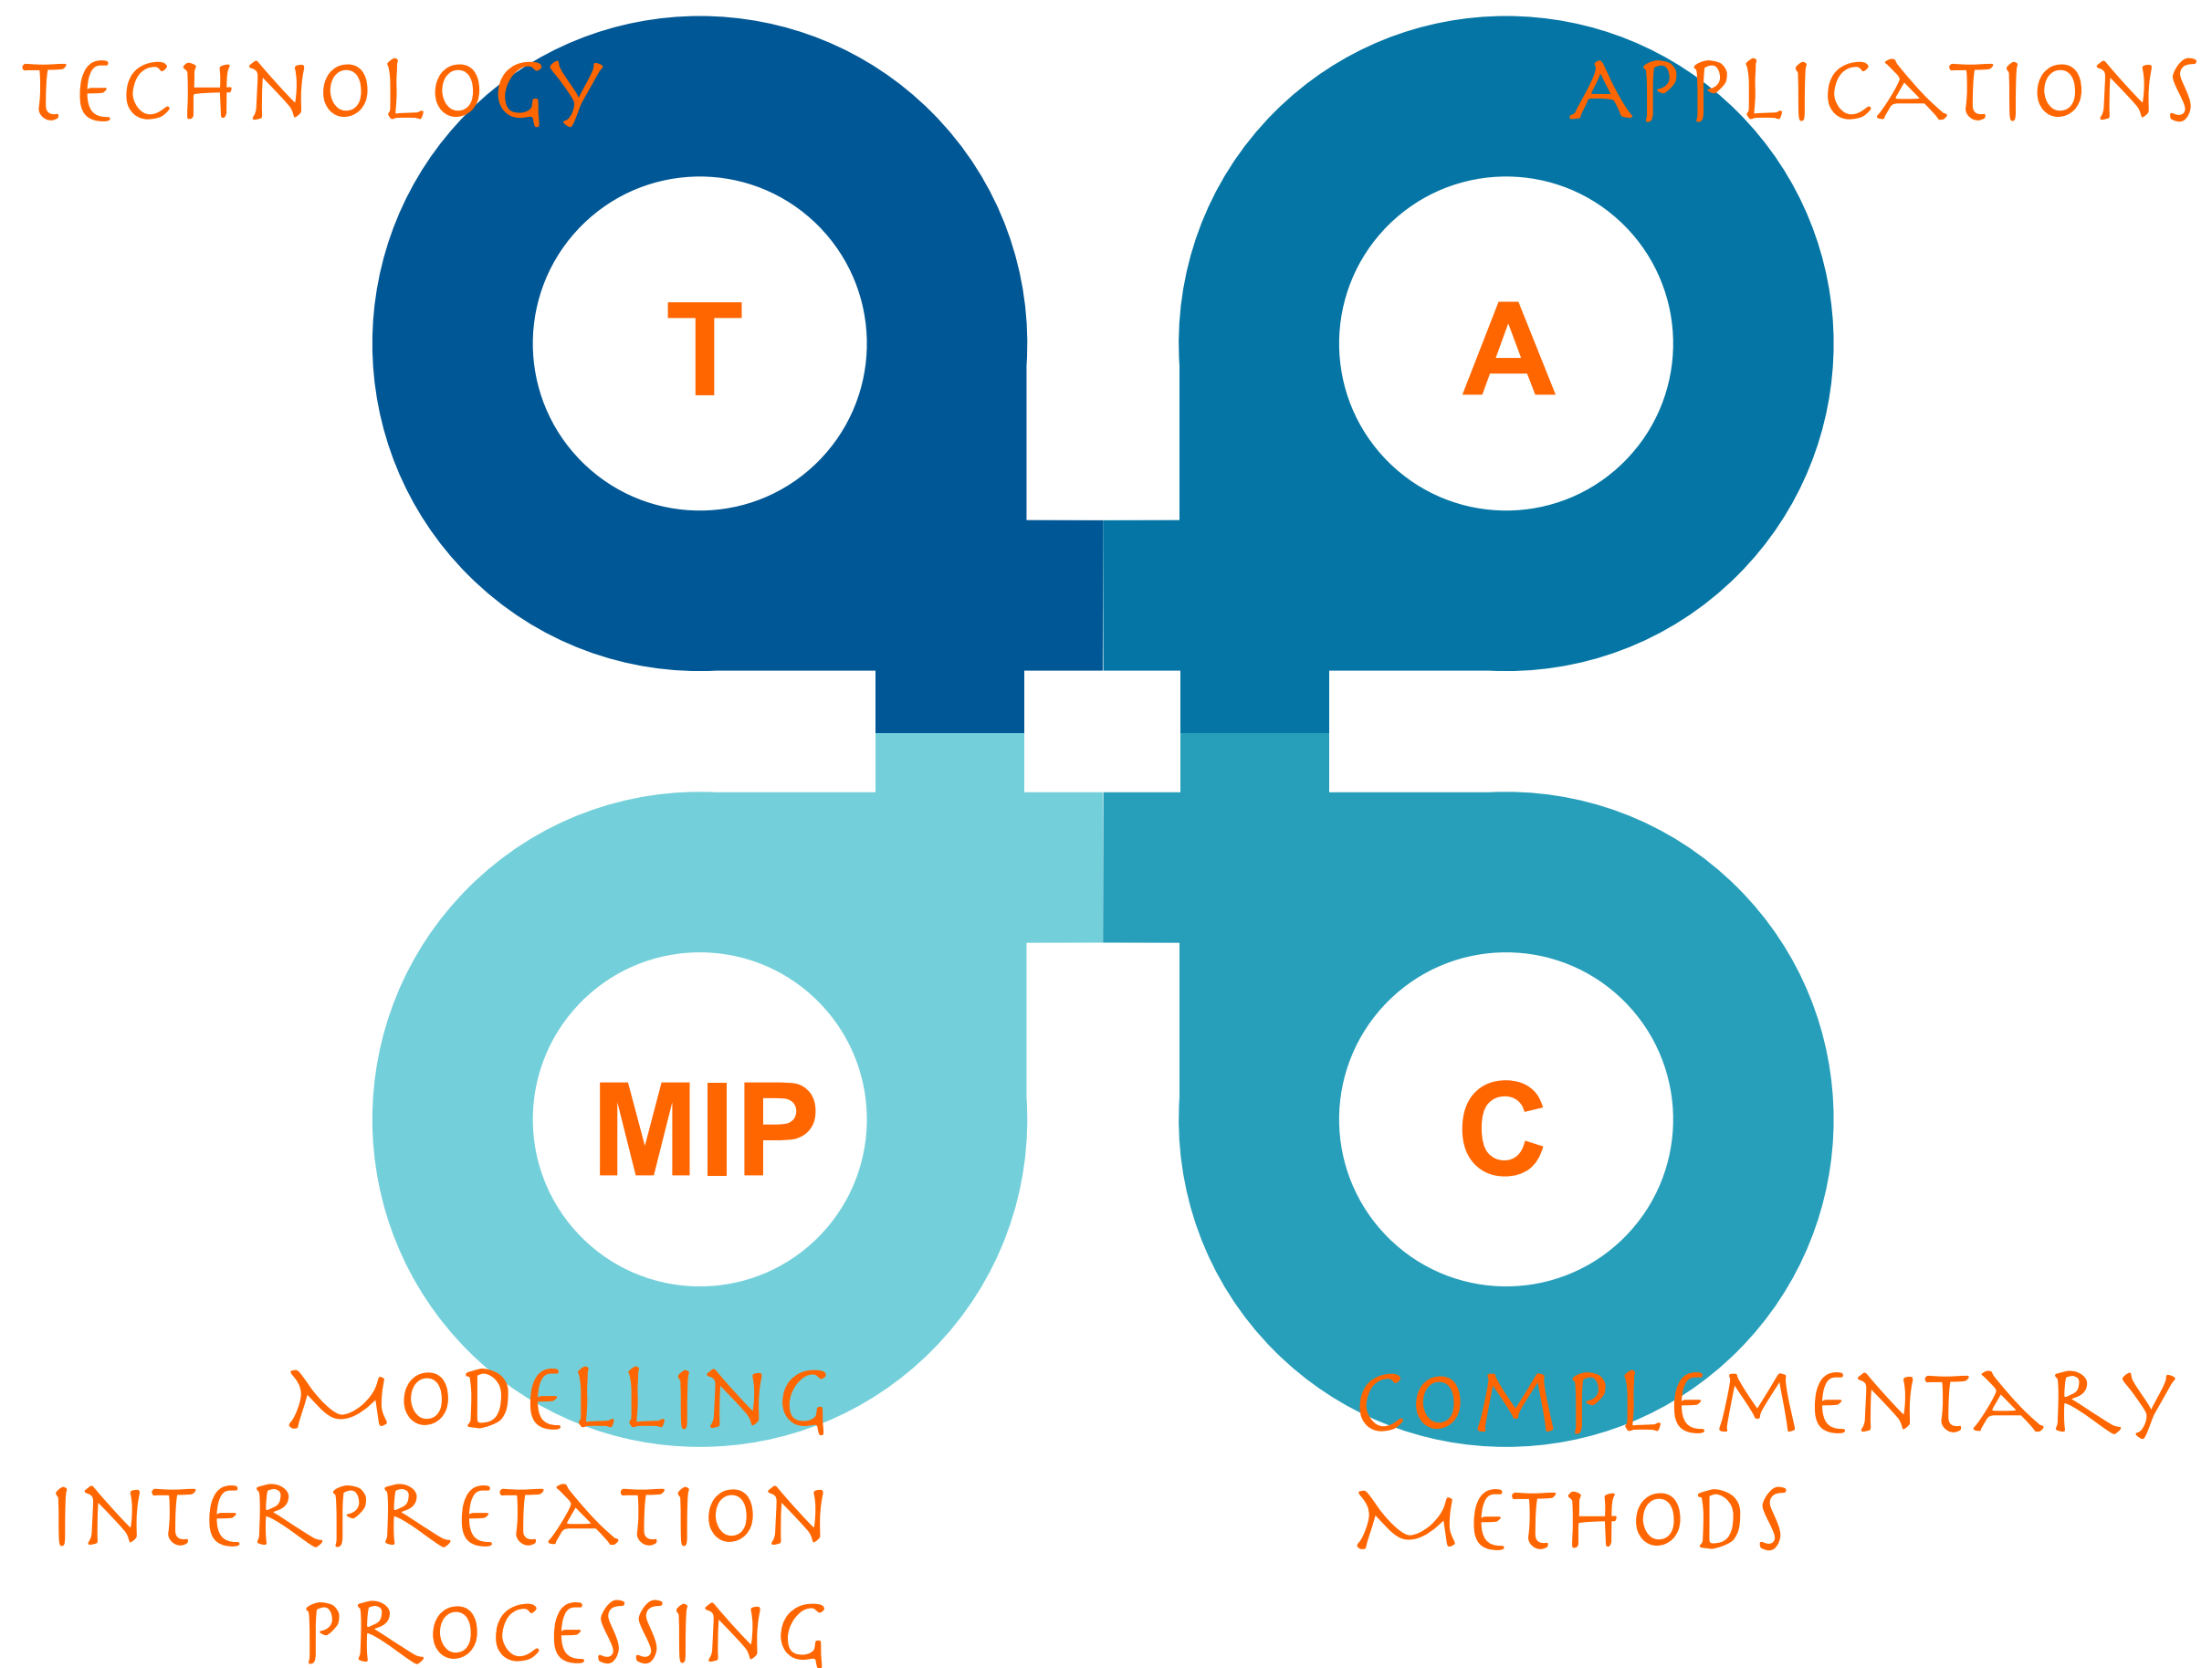 TECHNOLOGY
APPLICATIONS
T
A
MIP
C
MODELLING
INTERPRETATION
PROCESSING
COMPLEMENTARY
METHODS